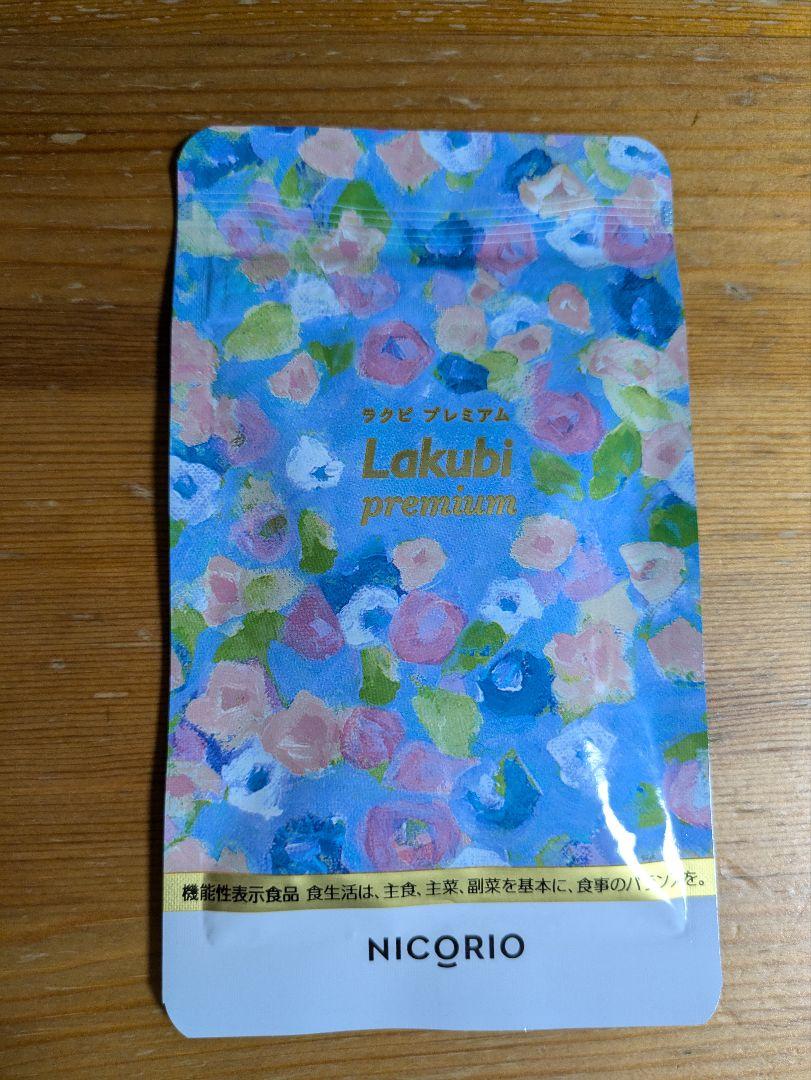 ラクビ プレミアム
Lakubi
premium
機能性表示食品 食生活は、主食、主菜、副菜を基本に、食事のバランスを。
NICORIO